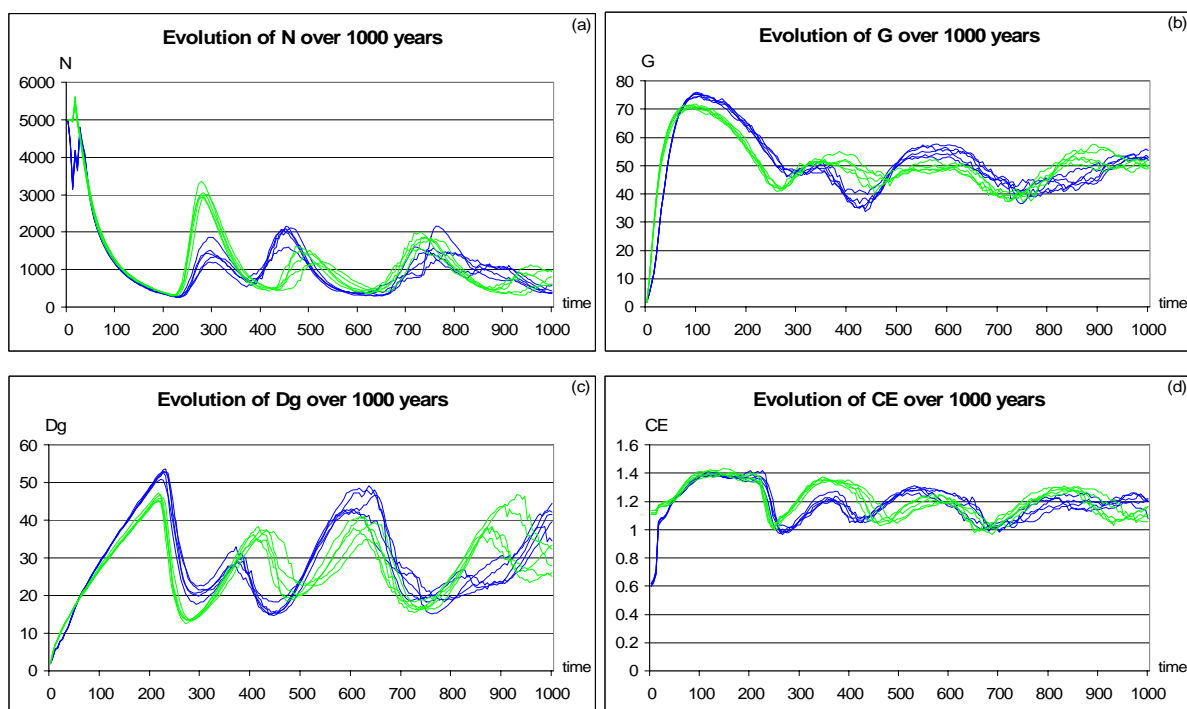 (a)
Evolution of N over 1000 years
N
6000
5000
4000
3000
2000
1000
0
time
0 100 200 300 400 500 600 700 800 900 1000
(b)
Evolution of G over 1000 years
G
80
70
60
50
40
30
20
10
0
time
0 100 200 300 400 500 600 700 800 900 1000
(c)
Evolution of Dg over 1000 years
Dg
60
50
40
30
20
10
0
time
0 100 200 300 400 500 600 700 800 900 1000
(d)
Evolution of CE over 1000 years
CE
1.6
1.4
1.2
1
0.8
0.6
0.4
0.2
0
time
0 100 200 300 400 500 600 700 800 900 1000